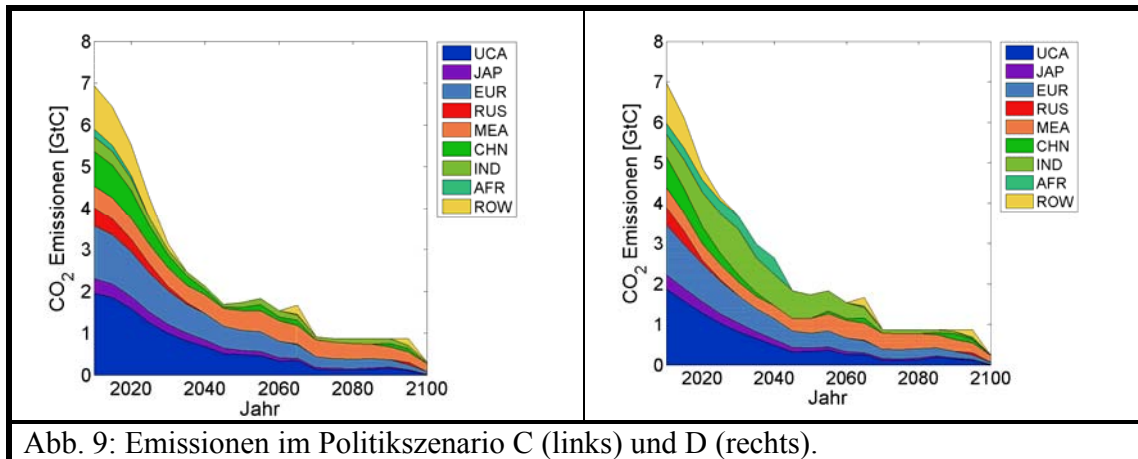 8
7
6
5
4
3
2
1
0
CO2 Emissionen [GtC]
2020 2040 2060 2080 2100
Jahr
UCA
JAP
EUR
RUS
MEA
CHN
IND
AFR
ROW
8
7
6
5
4
3
2
1
0
CO2 Emissionen [GtC]
2020 2040 2060 2080 2100
Jahr
UCA
JAP
EUR
RUS
MEA
CHN
IND
AFR
ROW
Abb. 9: Emissionen im Politikszenario C (links) und D (rechts).